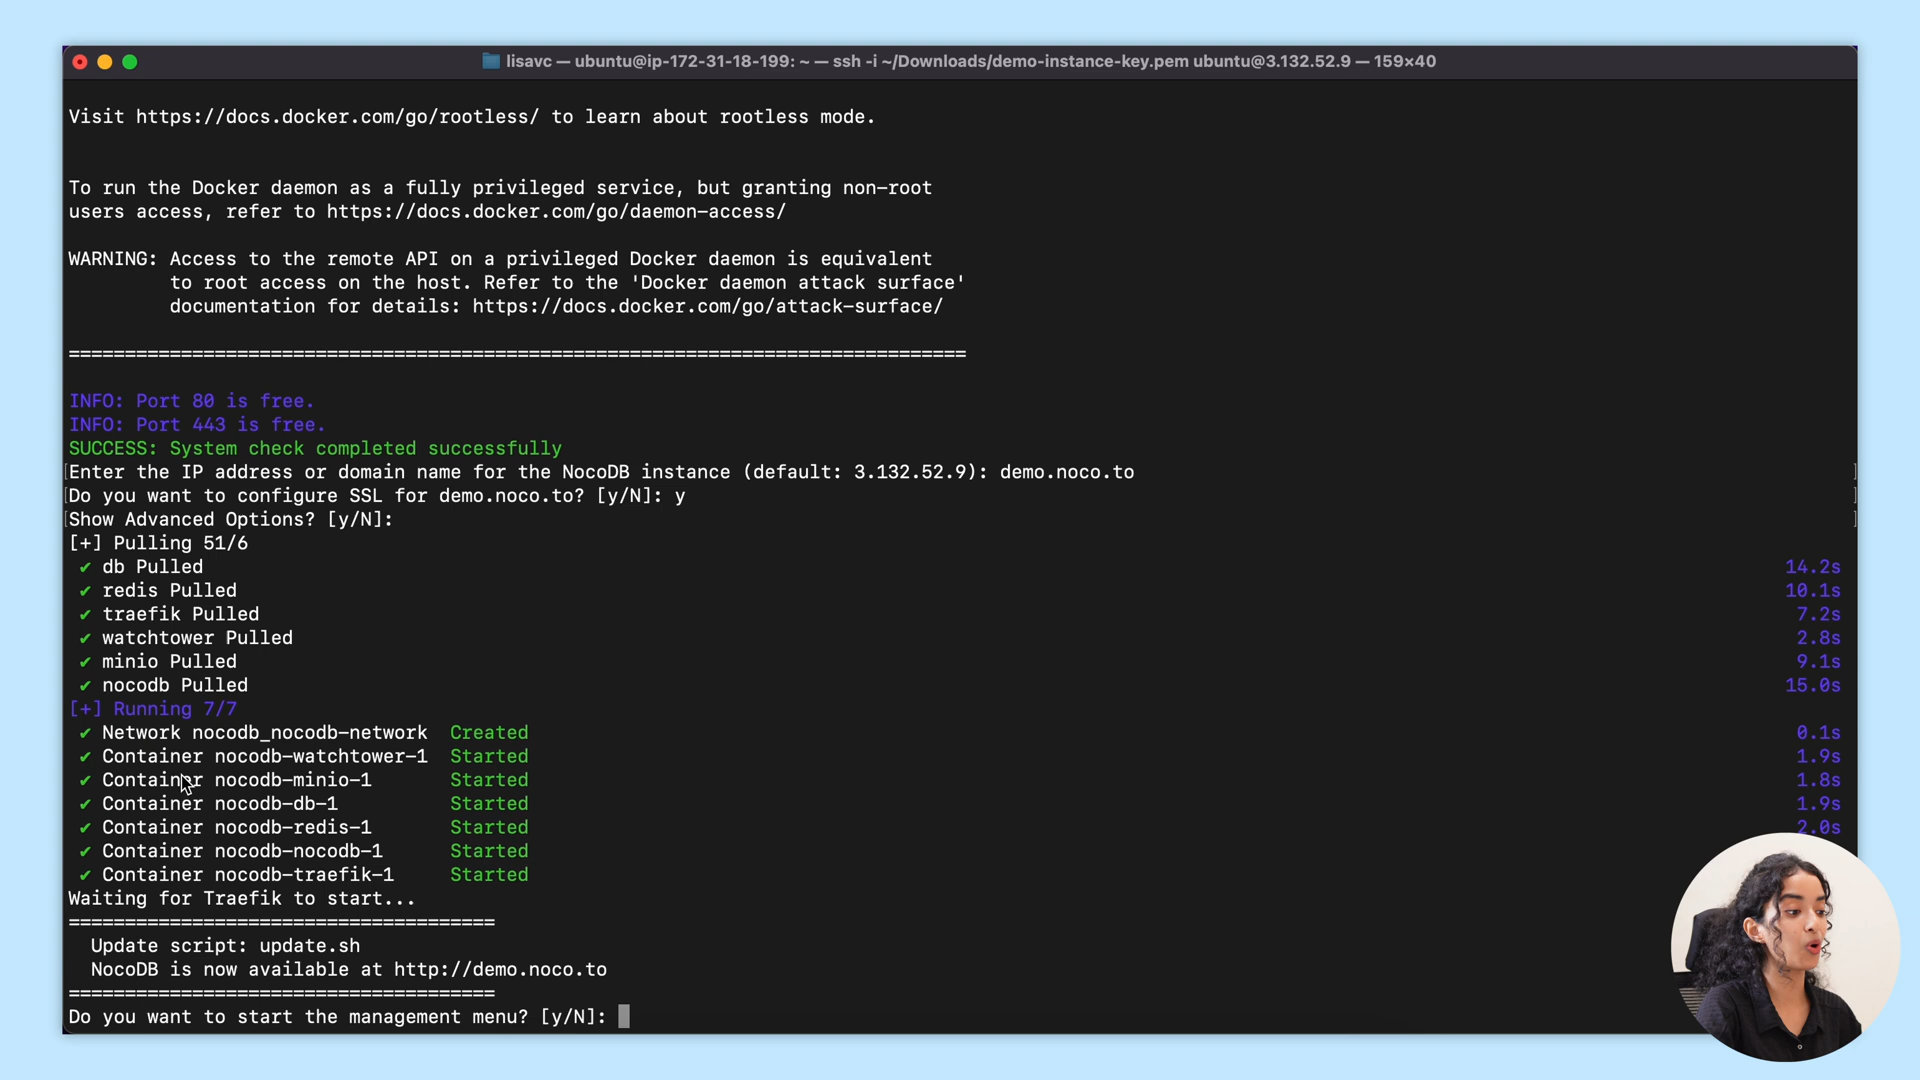 lisavc — ubuntu@ip-172-31-18-199: ~ — ssh -i ~/Downloads/demo-instance-key.pem ubuntu@3.132.52.9 — 159×40
Visit https://docs.docker.com/go/rootless/ to learn about rootless mode.
To run the Docker daemon as a fully privileged service, but granting non-root
users access, refer to https://docs.docker.com/go/daemon-access/
WARNING: Access to the remote API on a privileged Docker daemon is equivalent
to root access on the host. Refer to the 'Docker daemon attack surface'
documentation for details: https://docs.docker.com/go/attack-surface/
================================================================================
INFO: Port 80 is free.
INFO: Port 443 is free.
SUCCESS: System check completed successfully
[Enter the IP address or domain name for the NocoDB instance (default: 3.132.52.9): demo.noco.to ]
[Do you want to configure SSL for demo.noco.to? [y/N]: y ]
[Show Advanced Options? [y/N]: ]
[+] Pulling 51/6
✔ db Pulled 14.2s
✔ redis Pulled 10.1s
✔ traefik Pulled 7.2s
✔ watchtower Pulled 2.8s
✔ minio Pulled 9.1s
✔ nocodb Pulled 15.0s
[+] Running 7/7
✔ Network nocodb_nocodb-network Created 0.1s
✔ Container nocodb-watchtower-1 Started 1.9s
✔ Container nocodb-minio-1 Started 1.8s
✔ Container nocodb-db-1 Started 1.9s
✔ Container nocodb-redis-1 Started 2.0s
✔ Container nocodb-nocodb-1 Started
✔ Container nocodb-traefik-1 Started
Waiting for Traefik to start...
======================================
Update script: update.sh
NocoDB is now available at http://demo.noco.to
======================================
Do you want to start the management menu? [y/N]: